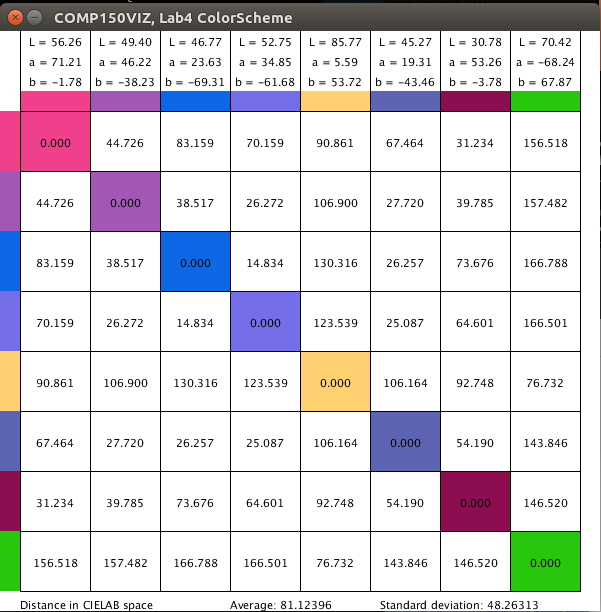 COMP150VIZ, Lab4 ColorScheme
L = 56.26 L = 49.40 L = 46.77 L = 52.75 L = 85.77 L = 45.27 L = 30.78 L = 70.42
a = 71.21 a = 46.22 a = 23.63 a = 34.85 a = 5.59 a = 19.31 a = 53.26 a = -68.24
b = -1.78 b = -38.23 b = -69.31 b = -61.68 b = 53.72 b = -43.46 b = -3.78 b = 67.87
0.000 44.726 83.159 70.159 90.861 67.464 31.234 156.518
44.726 0.000 38.517 26.272 106.900 27.720 39.785 157.482
83.159 38.517 0.000 14.834 130.316 26.257 73.676 166.788
70.159 26.272 14.834 0.000 123.539 25.087 64.601 166.501
90.861 106.900 130.316 123.539 0.000 106.164 92.748 76.732
67.464 27.720 26.257 25.087 106.164 0.000 54.190 143.846
31.234 39.785 73.676 64.601 92.748 54.190 0.000 146.520
156.518 157.482 166.788 166.501 76.732 143.846 146.520 0.000
Distance in CIELAB space Average: 81.12396 Standard deviation: 48.26313